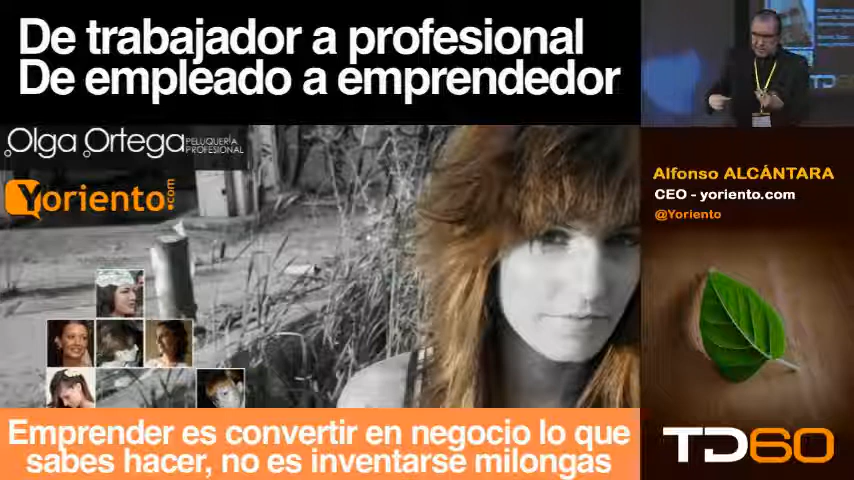 De trabajador a profesional
De empleado a emprendedor
Olga Ortega PELUQUERÍA PROFESIONAL
Yoriento.com
TD60
Alfonso ALCÁNTARA
CEO - yoriento.com
@Yoriento
Emprender es convertir en negocio lo que
sabes hacer, no es inventarse milongas
TD60